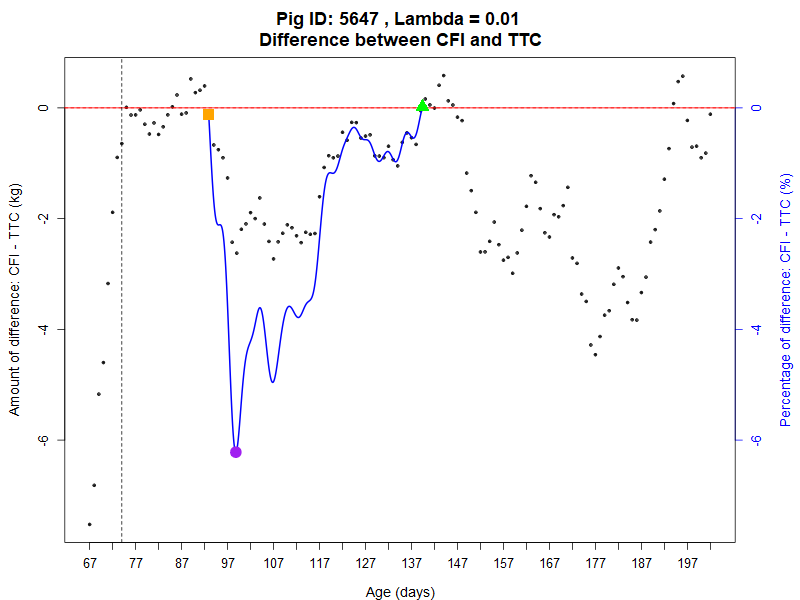 Pig ID: 5647 , Lambda = 0.01
Difference between CFI and TTC
Amount of difference: CFI - TTC (kg)
0
-2
-4
-6
0
-2
-4
-6
Percentage of difference: CFI - TTC (%)
67 77 87 97 107 117 127 137 147 157 167 177 187 197
Age (days)